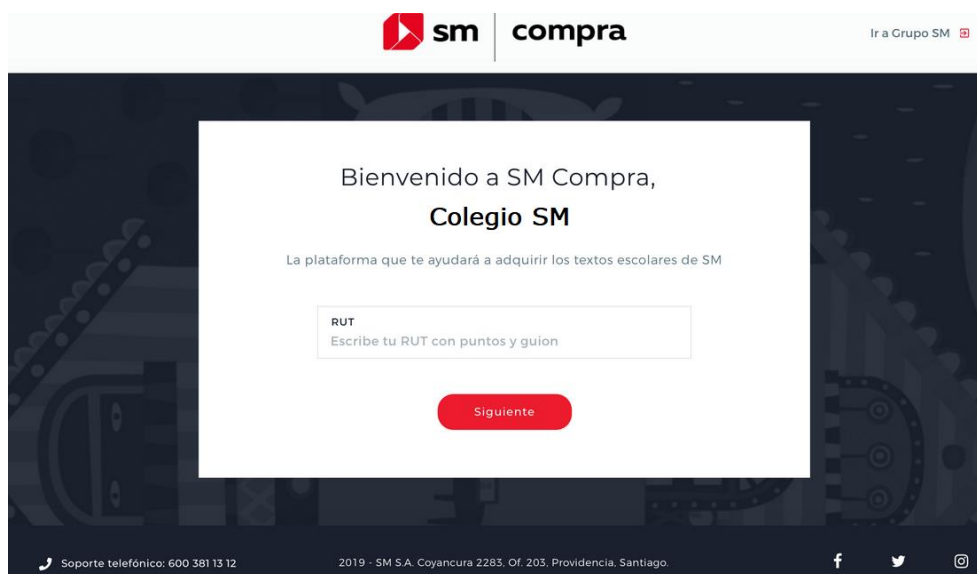 sm compra
Ir a Grupo SM
Bienvenido a SM Compra,
Colegio SM
La plataforma que te ayudará a adquirir los textos escolares de SM
RUT
Escribe tu RUT con puntos y guion
Siguiente
Soporte telefónico: 600 381 13 12
2019 - SM S.A. Coyancura 2283, Of. 203, Providencia, Santiago.